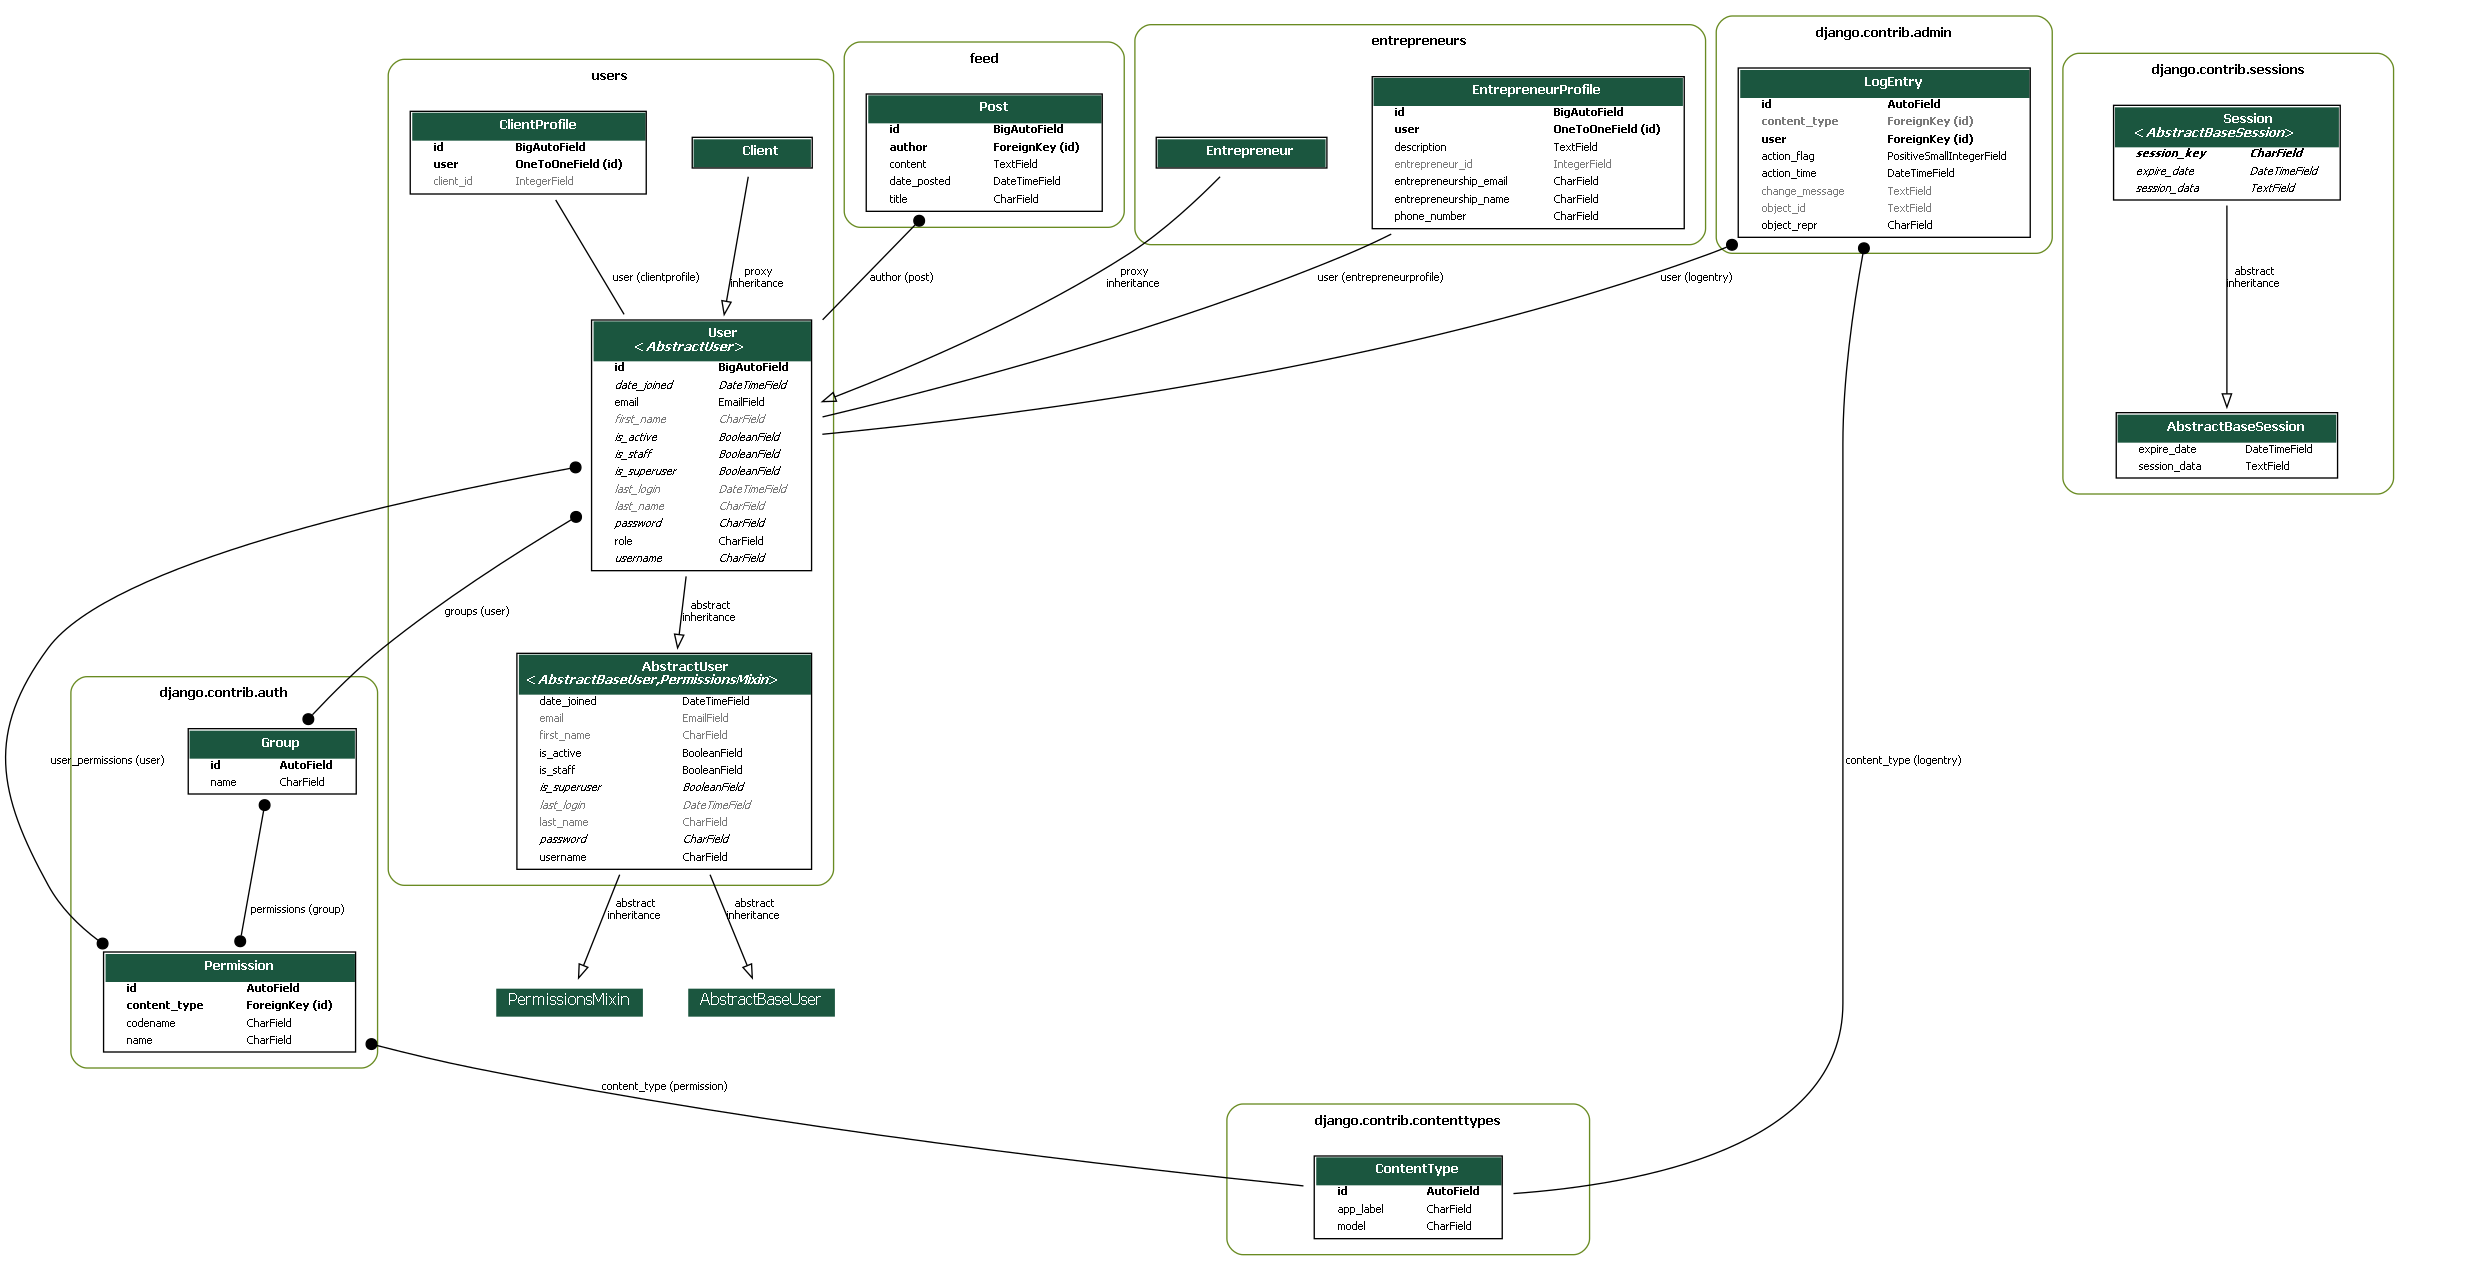 users
ClientProfile
id BigAutoField
user OneToOneField (id)
client_id IntegerField
Client
feed
Post
id BigAutoField
author ForeignKey (id)
content TextField
date_posted DateTimeField
title CharField
entrepreneurs
Entrepreneur
EntrepreneurProfile
id BigAutoField
user OneToOneField (id)
description TextField
entrepreneur_id IntegerField
entrepreneurship_email CharField
entrepreneurship_name CharField
phone_number CharField
django.contrib.admin
LogEntry
id AutoField
content_type ForeignKey (id)
user ForeignKey (id)
action_flag PositiveSmallIntegerField
action_time DateTimeField
change_message TextField
object_id TextField
object_repr CharField
django.contrib.sessions
Session
<AbstractBaseSession>
session_key CharField
expire_date DateTimeField
session_data TextField
user (clientprofile)
proxy
inheritance
author (post)
proxy
inheritance
user (entrepreneurprofile)
user (logentry)
abstract
inheritance
User
<AbstractUser>
id BigAutoField
date_joined DateTimeField
email EmailField
first_name CharField
is_active BooleanField
is_staff BooleanField
is_superuser BooleanField
last_login DateTimeField
last_name CharField
password CharField
role CharField
username CharField
AbstractBaseSession
expire_date DateTimeField
session_data TextField
groups (user)
abstract
inheritance
AbstractUser
<AbstractBaseUser,PermissionsMixin>
date_joined DateTimeField
email EmailField
first_name CharField
is_active BooleanField
is_staff BooleanField
is_superuser BooleanField
last_login DateTimeField
last_name CharField
password CharField
username CharField
django.contrib.auth
Group
id AutoField
name CharField
user_permissions (user)
content_type (logentry)
permissions (group)
abstract
inheritance
abstract
inheritance
Permission
id AutoField
content_type ForeignKey (id)
codename CharField
name CharField
PermissionsMixin
AbstractBaseUser
content_type (permission)
django.contrib.contenttypes
ContentType
id AutoField
app_label CharField
model CharField